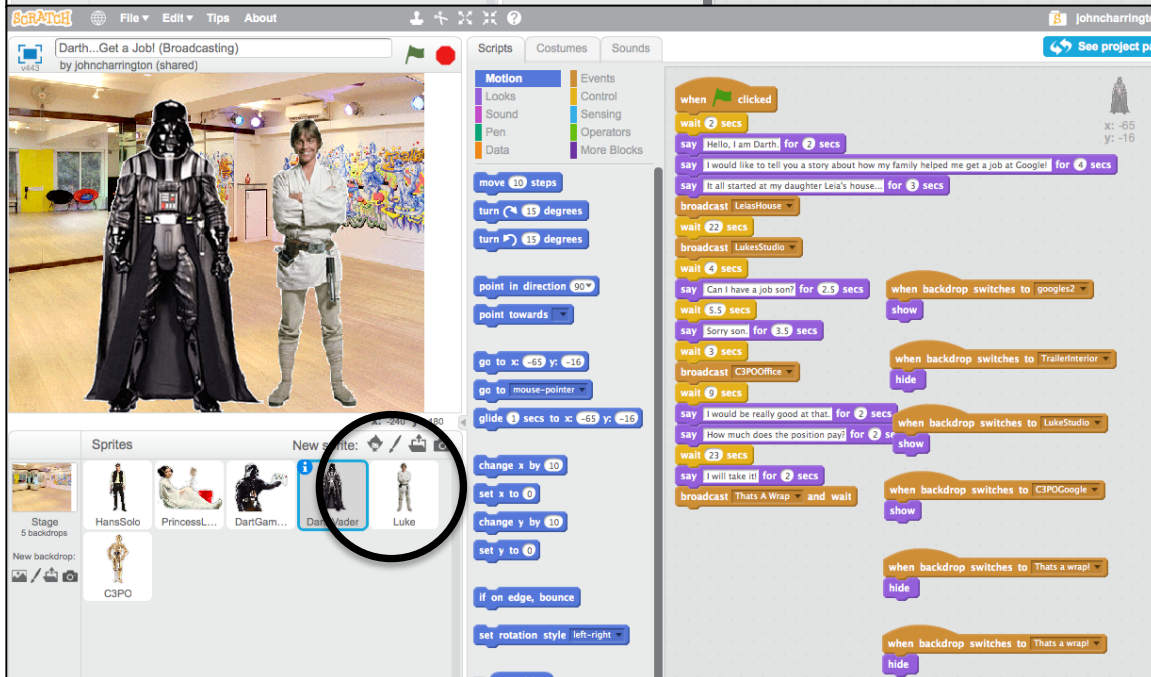 SCRATCH File▼ Edit▼ Tips About johncharringto
v443
Darth...Get a Job! (Broadcasting)
by johncharrington (shared)
Scripts Costumes Sounds
See project pa
Motion Events
Looks Control
Sound Sensing
Pen Operators
Data More Blocks
move 10 steps
turn 15 degrees
turn 15 degrees
point in direction 90▼
point towards
go to x: -65 y: -16
go to mouse-pointer
glide 1 secs to x: -65 y: -16
change x by 10
set x to 0
change y by 10
set y to 0
if on edge, bounce
set rotation style left-right
when clicked
wait 2 secs
say Hello, I am Darth. for 2 secs
say I would like to tell you a story about how my family helped me get a job at Google! for 4 secs
say It all started at my daughter Leia's house... for 3 secs
broadcast LeiasHouse
wait 22 secs
broadcast LukesStudio
wait 4 secs
say Can I have a job son? for 2.5 secs
wait 5.5 secs
say Sorry son. for 3.5 secs
wait 3 secs
broadcast C3POOffice
wait 9 secs
say I would be really good at that. for 2 secs
say How much does the position pay? for 2 se
wait 23 secs
say I will take it! for 2 secs
broadcast Thats A Wrap and wait
x: -65
y: -16
when backdrop switches to googles2
show
when backdrop switches to TrailerInterior
hide
when backdrop switches to LukeStudio
show
when backdrop switches to C3POGoogle
show
when backdrop switches to Thats a wrap!
hide
when backdrop switches to Thats a wrap!
hide
x: -240 y: 180
Sprites New sprite:
Stage
5 backdrops
New backdrop:
HansSolo PrincessL... DartGam... Vader Luke
C3PO